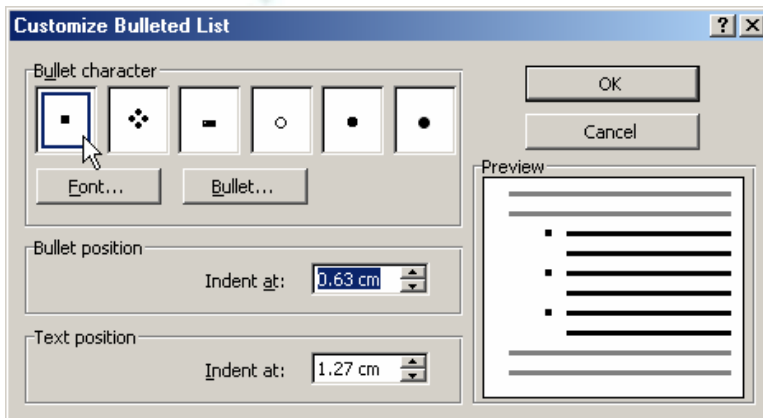 Customize Bulleted List
Bullet character
OK
Cancel
Font...
Bullet...
Preview
Bullet position
Indent at:
0.63 cm
Text position
Indent at:
1.27 cm